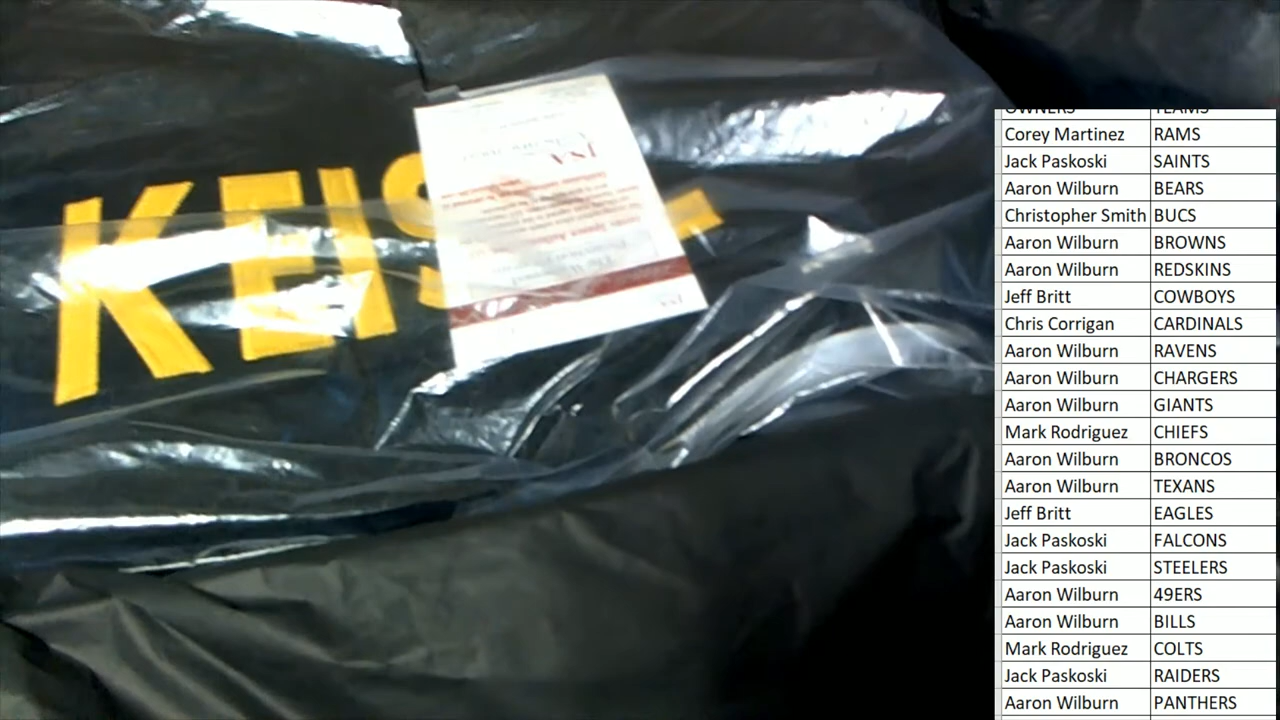 KEIS
JSA
OWNERS TEAMS
Corey Martinez RAMS
Jack Paskoski SAINTS
Aaron Wilburn BEARS
Christopher Smith BUCS
Aaron Wilburn BROWNS
Aaron Wilburn REDSKINS
Jeff Britt COWBOYS
Chris Corrigan CARDINALS
Aaron Wilburn RAVENS
Aaron Wilburn CHARGERS
Aaron Wilburn GIANTS
Mark Rodriguez CHIEFS
Aaron Wilburn BRONCOS
Aaron Wilburn TEXANS
Jeff Britt EAGLES
Jack Paskoski FALCONS
Jack Paskoski STEELERS
Aaron Wilburn 49ERS
Aaron Wilburn BILLS
Mark Rodriguez COLTS
Jack Paskoski RAIDERS
Aaron Wilburn PANTHERS